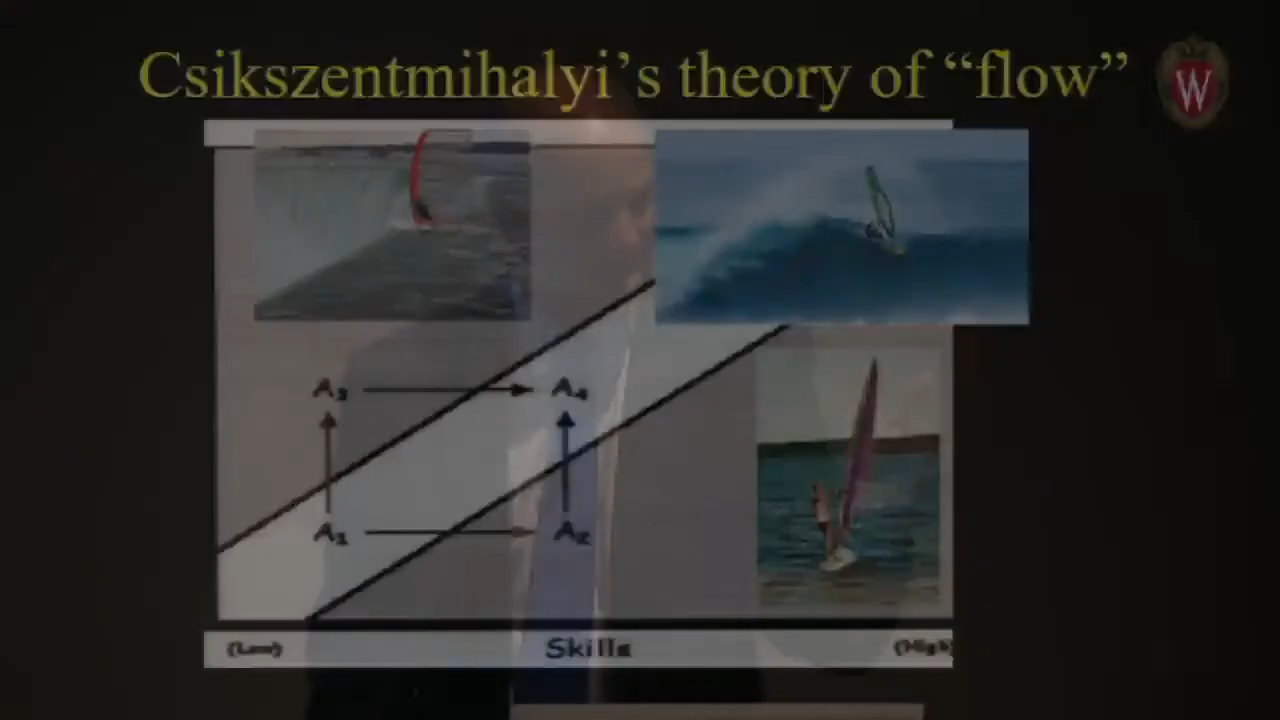 Csikszentmihalyi’s theory of “flow”
W
A₃ A₄
A₁ A₂
(Low) Skills (High)